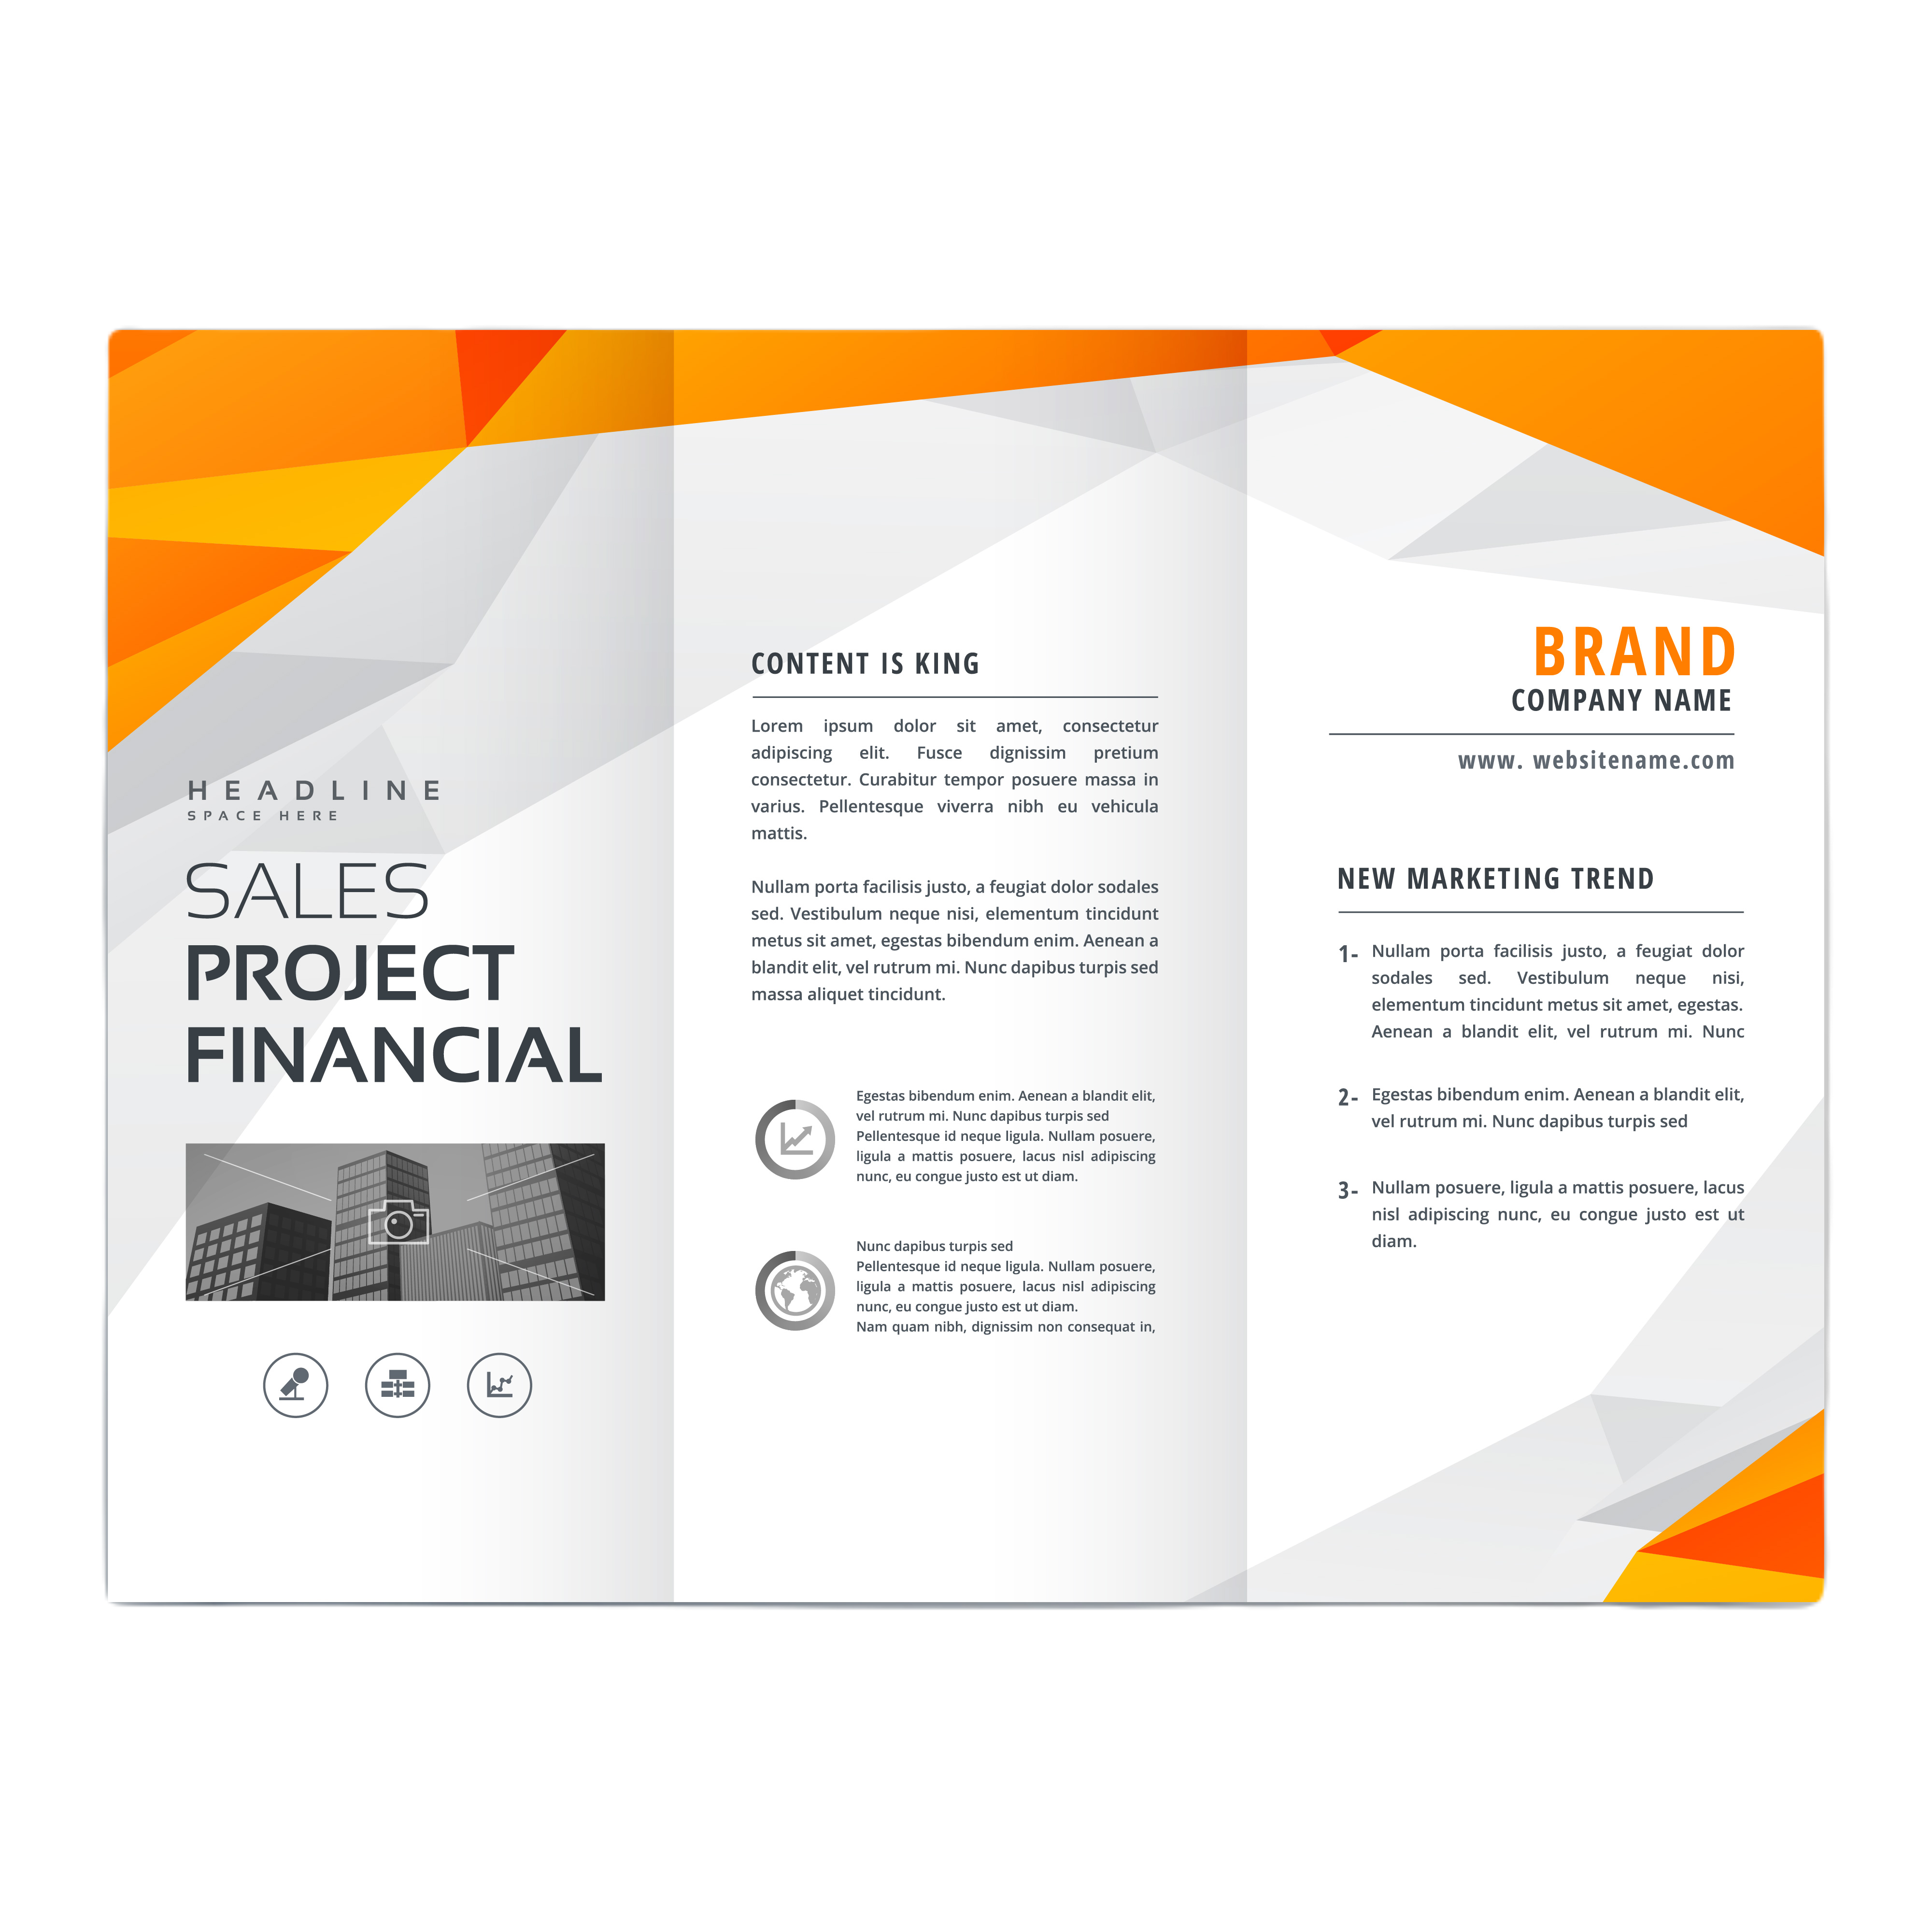 HEADLINE
SPACE HERE
SALES
PROJECT
FINANCIAL
CONTENT IS KING
Lorem ipsum dolor sit amet, consectetur
adipiscing elit. Fusce dignissim pretium
consectetur. Curabitur tempor posuere massa in
varius. Pellentesque viverra nibh eu vehicula
mattis.
Nullam porta facilisis justo, a feugiat dolor sodales
sed. Vestibulum neque nisi, elementum tincidunt
metus sit amet, egestas bibendum enim. Aenean a
blandit elit, vel rutrum mi. Nunc dapibus turpis sed
massa aliquet tincidunt.
Egestas bibendum enim. Aenean a blandit elit,
vel rutrum mi. Nunc dapibus turpis sed
Pellentesque id neque ligula. Nullam posuere,
ligula a mattis posuere, lacus nisl adipiscing
nunc, eu congue justo est ut diam.
Nunc dapibus turpis sed
Pellentesque id neque ligula. Nullam posuere,
ligula a mattis posuere, lacus nisl adipiscing
nunc, eu congue justo est ut diam.
Nam quam nibh, dignissim non consequat in,
BRAND
COMPANY NAME
www. websitename.com
NEW MARKETING TREND
1- Nullam porta facilisis justo, a feugiat dolor
sodales sed. Vestibulum neque nisi,
elementum tincidunt metus sit amet, egestas.
Aenean a blandit elit, vel rutrum mi. Nunc
2- Egestas bibendum enim. Aenean a blandit elit,
vel rutrum mi. Nunc dapibus turpis sed
3- Nullam posuere, ligula a mattis posuere, lacus
nisl adipiscing nunc, eu congue justo est ut
diam.